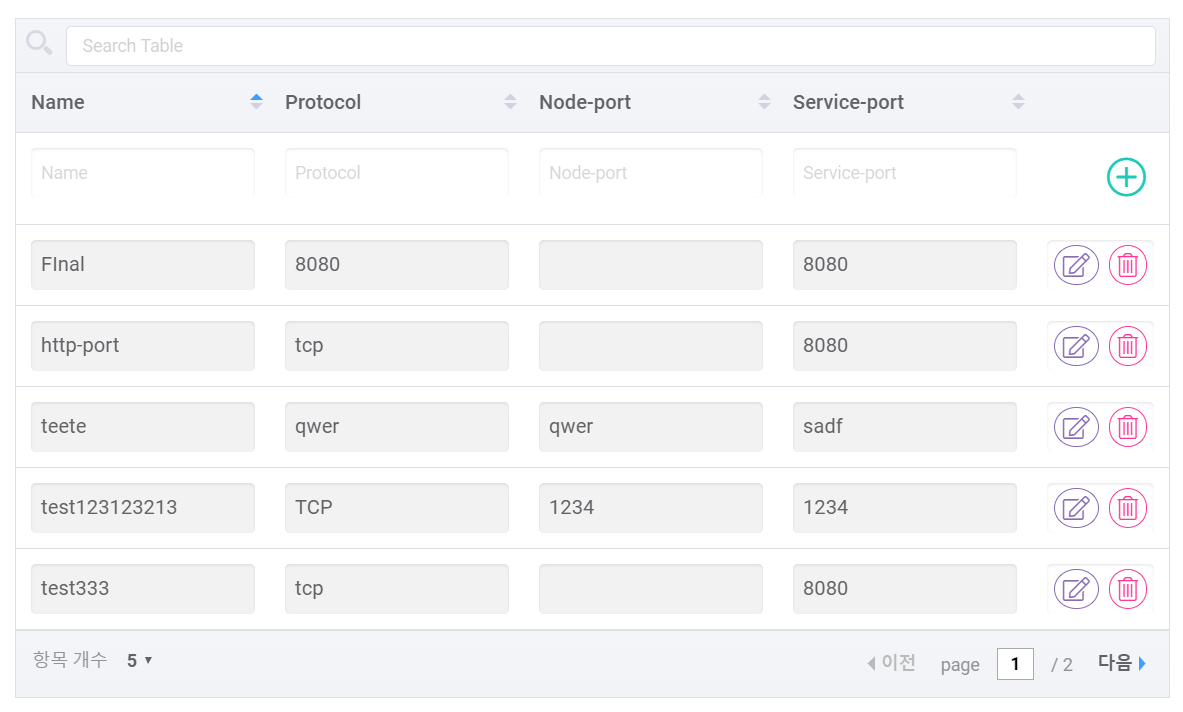 Search Table
Name Protocol Node-port Service-port
Name Protocol Node-port Service-port
FInal 8080 8080
http-port tcp 8080
teete qwer qwer sadf
test123123213 TCP 1234 1234
test333 tcp 8080
항목 개수 5 이전 page 1 / 2 다음